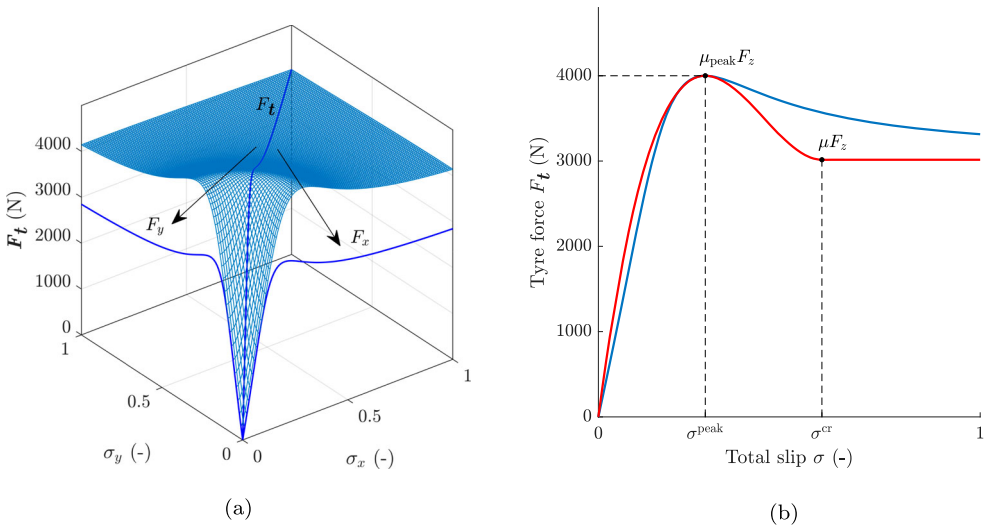 4000
3000
2000
1000
0
F_t (N)
F_t
F_y
F_x
1
0.5
0
0
0.5
1
σ_y (-)
σ_x (-)
(a)
μ_peak F_z
μF_z
4000
3000
2000
1000
0
Tyre force F_t (N)
0
σ^peak
σ^cr
1
Total slip σ (-)
(b)